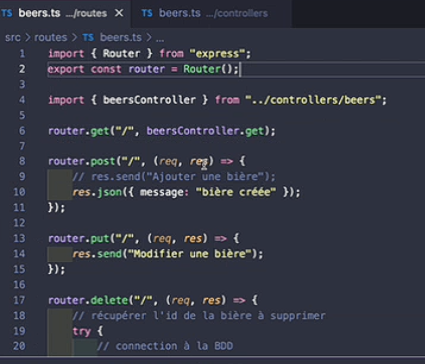 TS beers.ts .../routes X TS beers.ts .../controllers
src > routes > TS beers.ts > ...
1 import { Router } from "express";
2 export const router = Router();
3
4 import { beersController } from "../controllers/beers";
5
6 router.get("/", beersController.get);
7
8 router.post("/", (req, res) => {
9 // res.send("Ajouter une bière");
10 res.json({ message: "bière créée" });
11 });
12
13 router.put("/", (req, res) => {
14 res.send("Modifier une bière");
15 });
16
17 router.delete("/", (req, res) => {
18 // récupérer l'id de la bière à supprimer
19 try {
20 // connection à la BDD